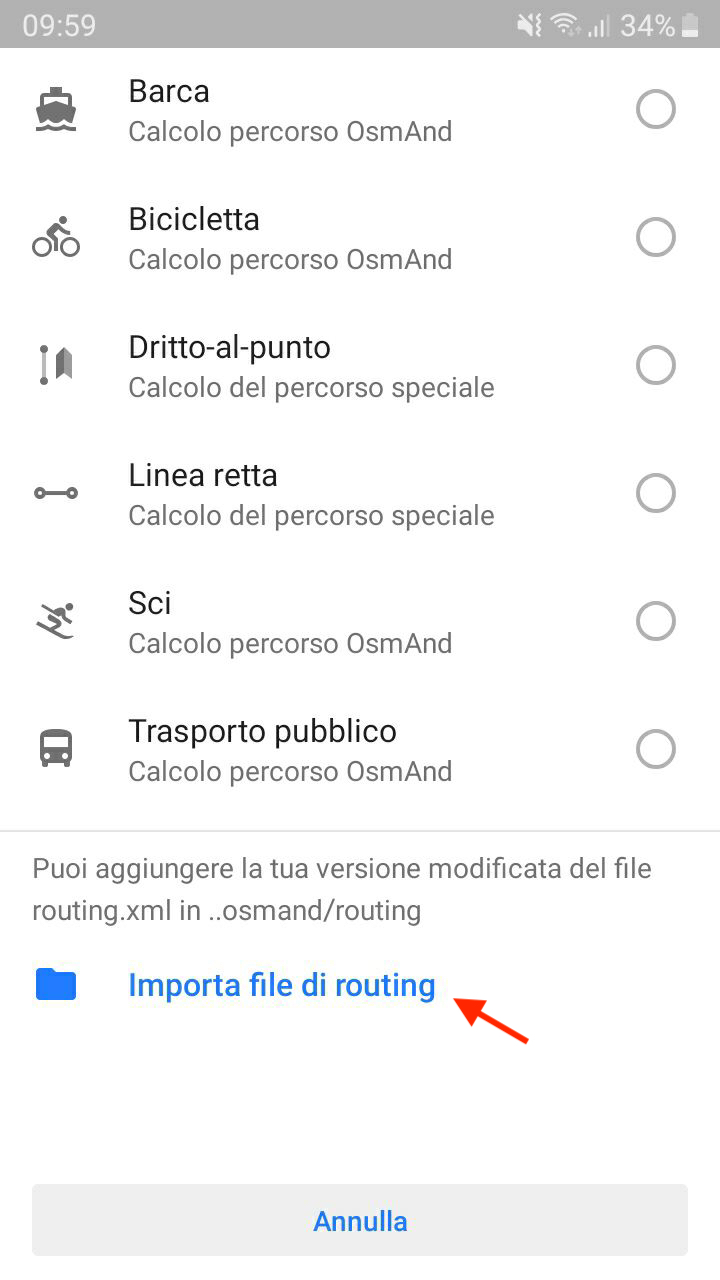 09:59
34%
Barca
Calcolo percorso OsmAnd
Bicicletta
Calcolo percorso OsmAnd
Dritto-al-punto
Calcolo del percorso speciale
Linea retta
Calcolo del percorso speciale
Sci
Calcolo percorso OsmAnd
Trasporto pubblico
Calcolo percorso OsmAnd
Puoi aggiungere la tua versione modificata del file
routing.xml in ..osmand/routing
Importa file di routing
Annulla